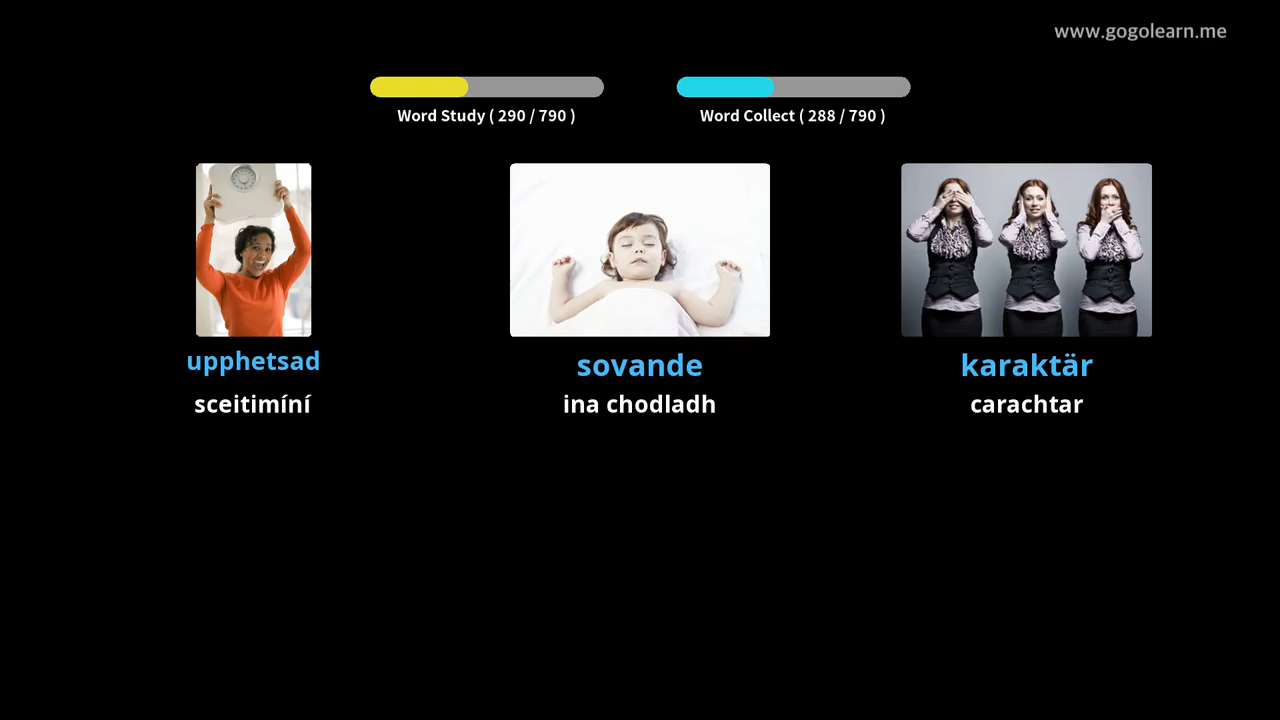 www.gogolearn.me
Word Study ( 290 / 790 )
Word Collect ( 288 / 790 )
upphetsad
sceitimíní
sovande
ina chodladh
karaktär
carachtar